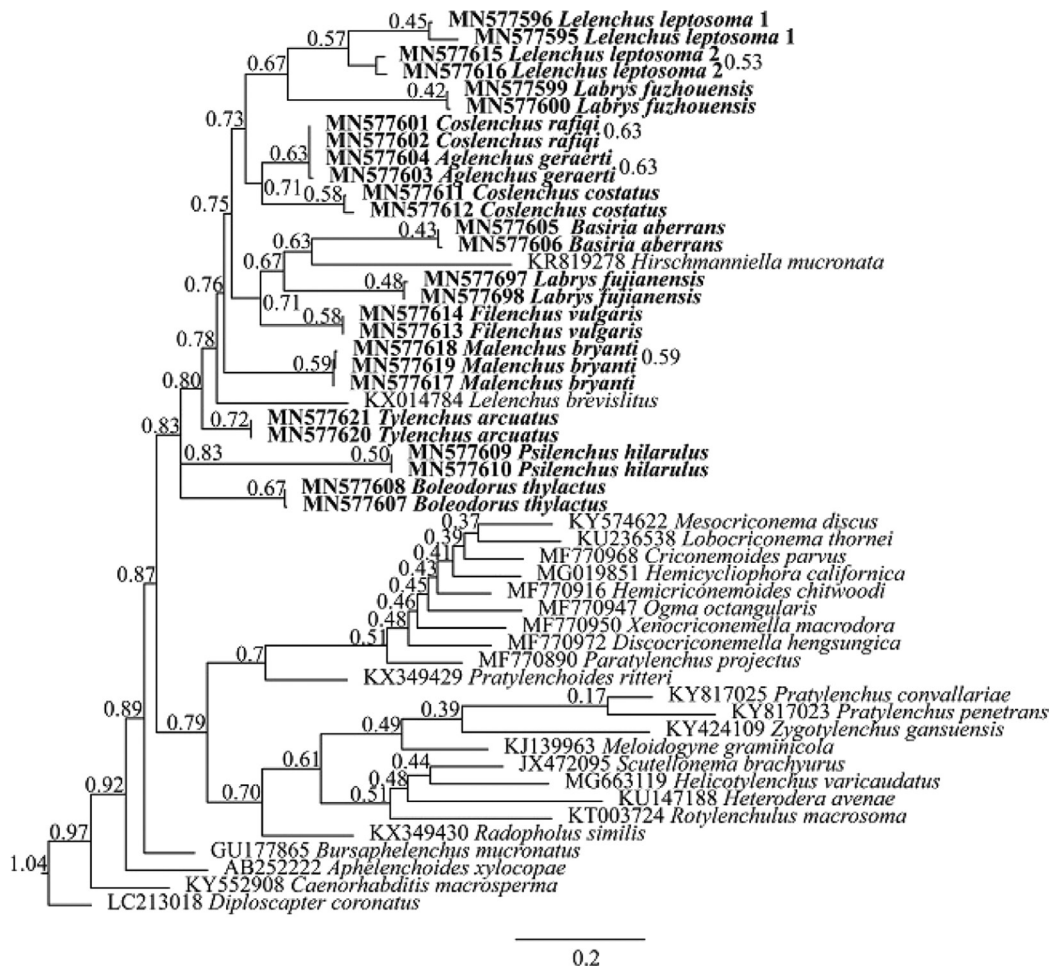 0.45 MN577596 Lelenchus leptosoma 1
0.57 MN577595 Lelenchus leptosoma 1
MN577615 Lelenchus leptosoma 2 0.53
0.67 MN577616 Lelenchus leptosoma 2
0.42 MN577599 Labrys fuzhouensis
MN577600 Labrys fuzhouensis
0.73 MN577601 Coslenchus rafiqi 0.63
MN577602 Coslenchus rafiqi
0.63 MN577604 Aglenchus geraerti 0.63
MN577603 Aglenchus geraerti
0.71 0.58 MN577611 Coslenchus costatus
MN577612 Coslenchus costatus
0.75 0.43 MN577605 Basiria aberrans
0.63 MN577606 Basiria aberrans
KR819278 Hirschmanniella mucronata
0.67 0.48 MN577697 Labrys fujianensis
0.76 MN577698 Labrys fujianensis
0.71 MN577614 Filenchus vulgaris
0.58 MN577613 Filenchus vulgaris
0.78 MN577618 Malenchus bryanti 0.59
0.59 MN577619 Malenchus bryanti
MN577617 Malenchus bryanti
0.80 KX014784 Lelenchus brevislitus
0.72 MN577621 Tylenchus arcuatus
0.83 MN577620 Tylenchus arcuatus
0.83 0.50 MN577609 Psilenchus hilarulus
MN577610 Psilenchus hilarulus
0.67 MN577608 Boleodorus thylactus
MN577607 Boleodorus thylactus
0.37 KY574622 Mesocriconema discus
0.39 KU236538 Lobocriconema thornei
0.41 MF770968 Criconemoides parvus
0.87 0.43 MG019851 Hemicycliophora californica
0.45 MF770916 Hemicriconemoides chitwoodi
0.46 MF770947 Ogma octangularis
0.48 MF770950 Xenocriconemella macrodora
0.51 MF770972 Discocriconemella hengsungica
0.7 MF770890 Paratylenchus projectus
KX349429 Pratylenchoides ritteri
0.17 KY817025 Pratylenchus convallariae
0.89 0.39 KY817023 Pratylenchus penetrans
0.79 0.49 KY424109 Zygotylenchus gansuensis
KJ139963 Meloidogyne graminicola
0.61 0.44 JX472095 Scutellonema brachyurus
0.92 0.48 MG663119 Helicotylenchus varicaudatus
0.70 0.51 KU147188 Heterodera avenae
KT003724 Rotylenchulus macrosoma
0.97 KX349430 Radopholus similis
GU177865 Bursaphelenchus mucronatus
1.04 AB252222 Aphelenchoides xylocopae
KY552908 Caenorhabditis macrosperma
LC213018 Diploscapter coronatus
0.2